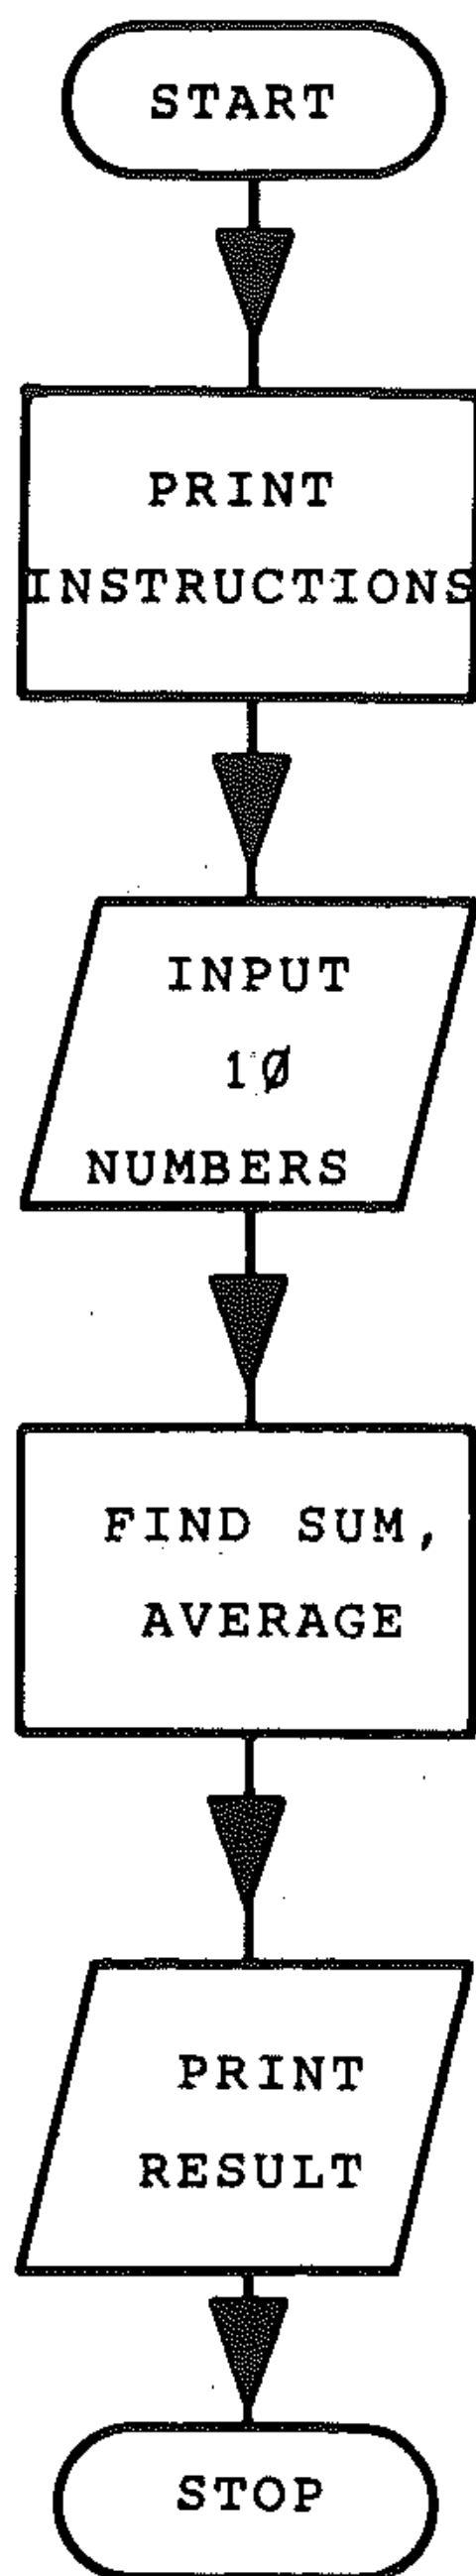 START
PRINT
INSTRUCTIONS
INPUT
1Ø
NUMBERS
FIND SUM,
AVERAGE
PRINT
RESULT
STOP